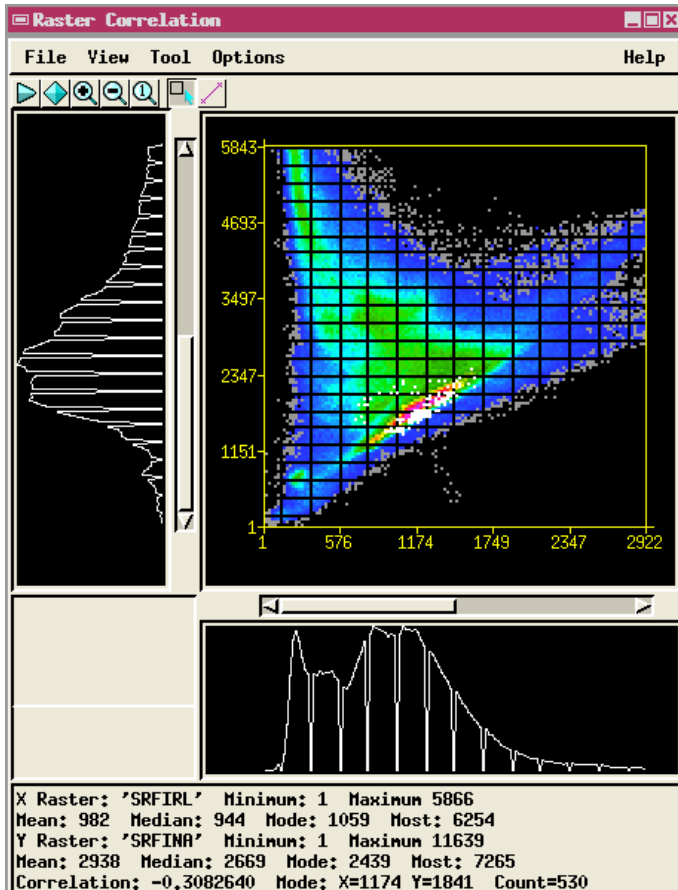 Raster Correlation
File View Tool Options Help
1
5843
4693
3497
2347
1151
1
1 576 1174 1749 2347 2922
X Raster: 'SRFIRL' Minimum: 1 Maximum 5866
Mean: 982 Median: 944 Mode: 1059 Most: 6254
Y Raster: 'SRFINA' Minimum: 1 Maximum 11639
Mean: 2938 Median: 2669 Mode: 2439 Most: 7265
Correlation: -0.3082640 Mode: X=1174 Y=1841 Count=530